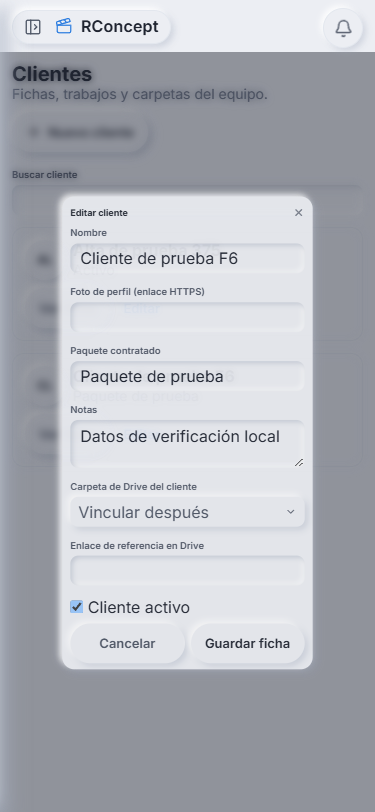 RConcept
Clientes
Fichas, trabajos y carpetas del equipo.
Nuevo cliente
Buscar cliente
Editar cliente
Nombre
Cliente de prueba F6
Foto de perfil (enlace HTTPS)
Paquete contratado
Paquete de prueba
Notas
Datos de verificación local
Carpeta de Drive del cliente
Vincular después
Enlace de referencia en Drive
Cliente activo
Cancelar
Guardar ficha